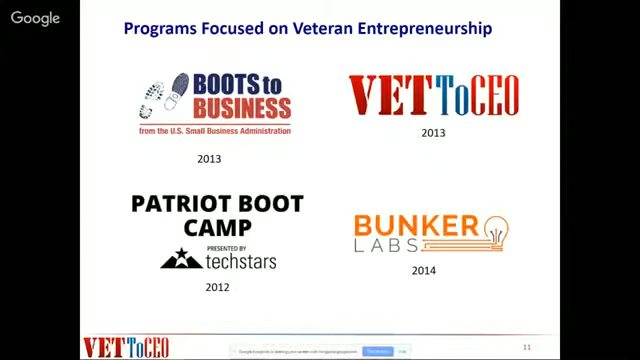 Google
Programs Focused on Veteran Entrepreneurship
BOOTS to
BUSINESS
from the U.S. Small Business Administration
2013
VETTOCEO
2013
PATRIOT BOOT
CAMP
PRESENTED BY
techstars
2012
BUNKER
LABS
2014
VETTOCEO
11